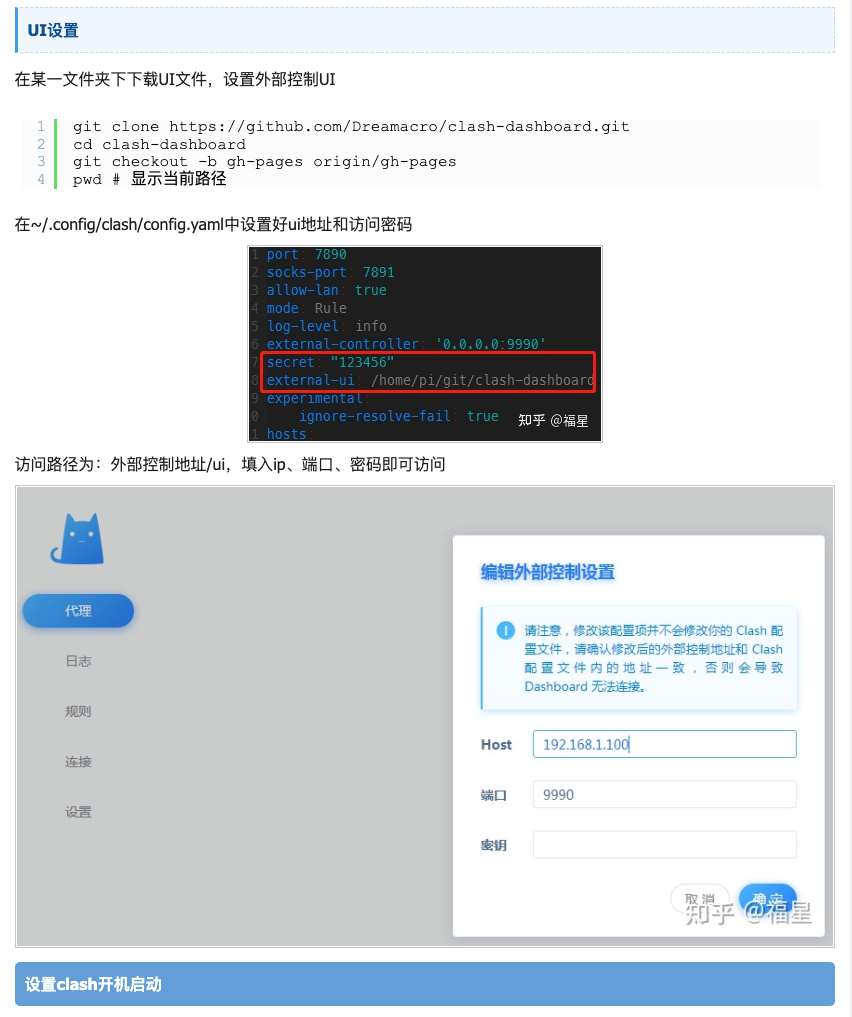 UI设置
在某一文件夹下下载UI文件，设置外部控制UI
1 git clone https://github.com/Dreamacro/clash-dashboard.git
2 cd clash-dashboard
3 git checkout -b gh-pages origin/gh-pages
4 pwd # 显示当前路径
在~/.config/clash/config.yaml中设置好ui地址和访问密码
1 port: 7890
2 socks-port: 7891
3 allow-lan: true
4 mode: Rule
5 log-level: info
6 external-controller: '0.0.0.0:9990'
7 secret: "123456"
8 external-ui: /home/pi/git/clash-dashboard
9 experimental:
0 ignore-resolve-fail: true
知乎 @福星
1 hosts:
访问路径为：外部控制地址/ui，填入ip、端口、密码即可访问
代理
日志
规则
连接
设置
编辑外部控制设置
请注意，修改该配置项并不会修改你的 Clash 配
置文件，请确认修改后的外部控制地址和 Clash
配置文件内的地址一致，否则会导致
Dashboard 无法连接。
Host 192.168.1.100
端口 9990
密钥
取 消 确 定
知乎 @福星
设置clash开机启动